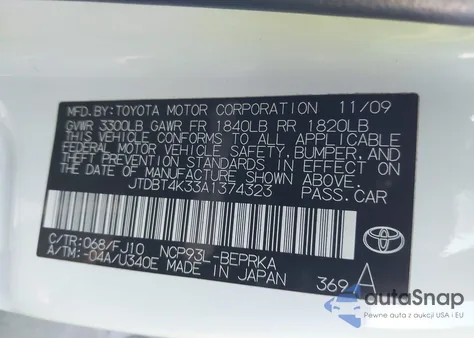 MFD.BY:TOYOTA MOTOR CORPORATION 11/09
GVWR 3300LB GAWR FR 1840LB RR 1820LB
THIS VEHICLE CONFORMS TO ALL APPLICABLE
FEDERAL MOTOR VEHICLE SAFETY,BUMPER,AND
THEFT PREVENTION STANDARDS IN EFFECT ON
THE DATE OF MANUFACTURE SHOWN ABOVE.
JTDBT4K33A1374323 PASS.CAR
C/TR:068/FJ10 NCP93L-BEPRKA
A/TM:-04A/U340E MADE IN JAPAN
369 A
TOYOTA
autoSnap
Pewne auta z aukcji USA i EU